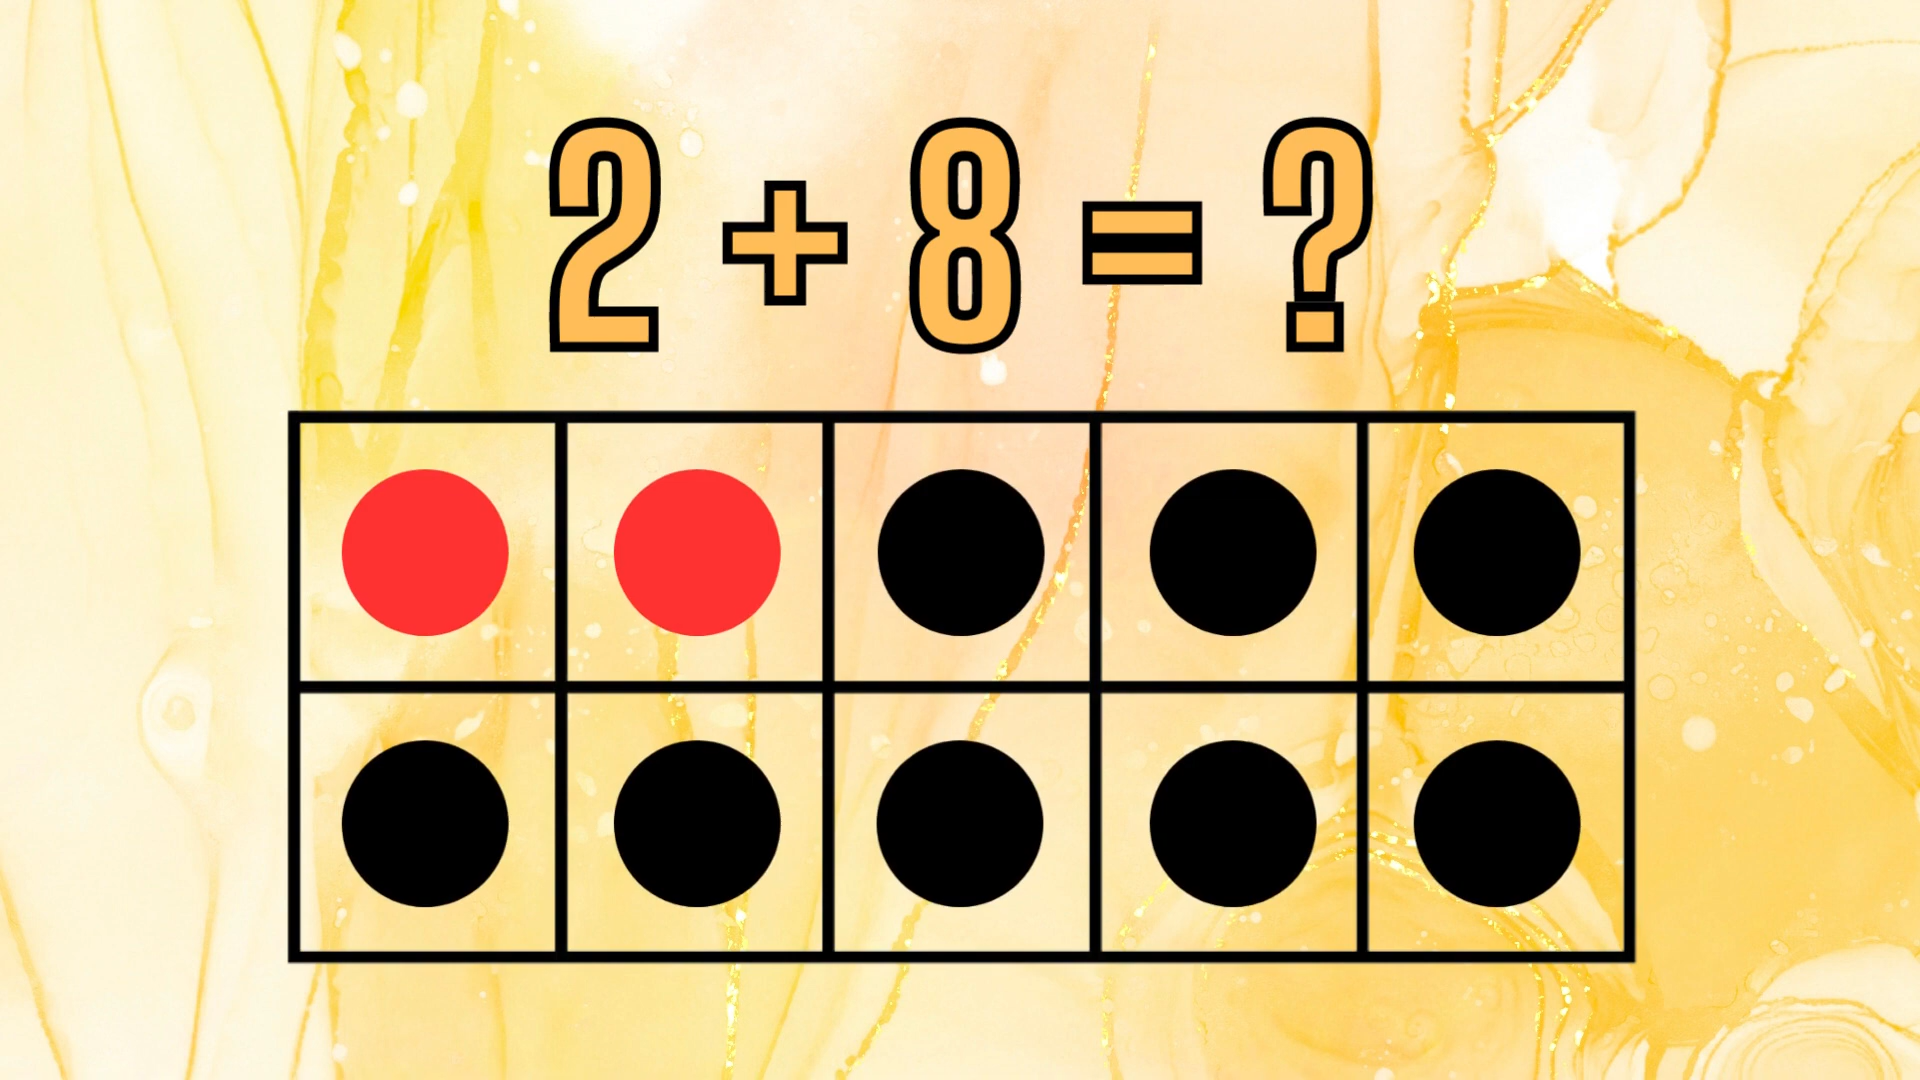 2 + 8 = ?